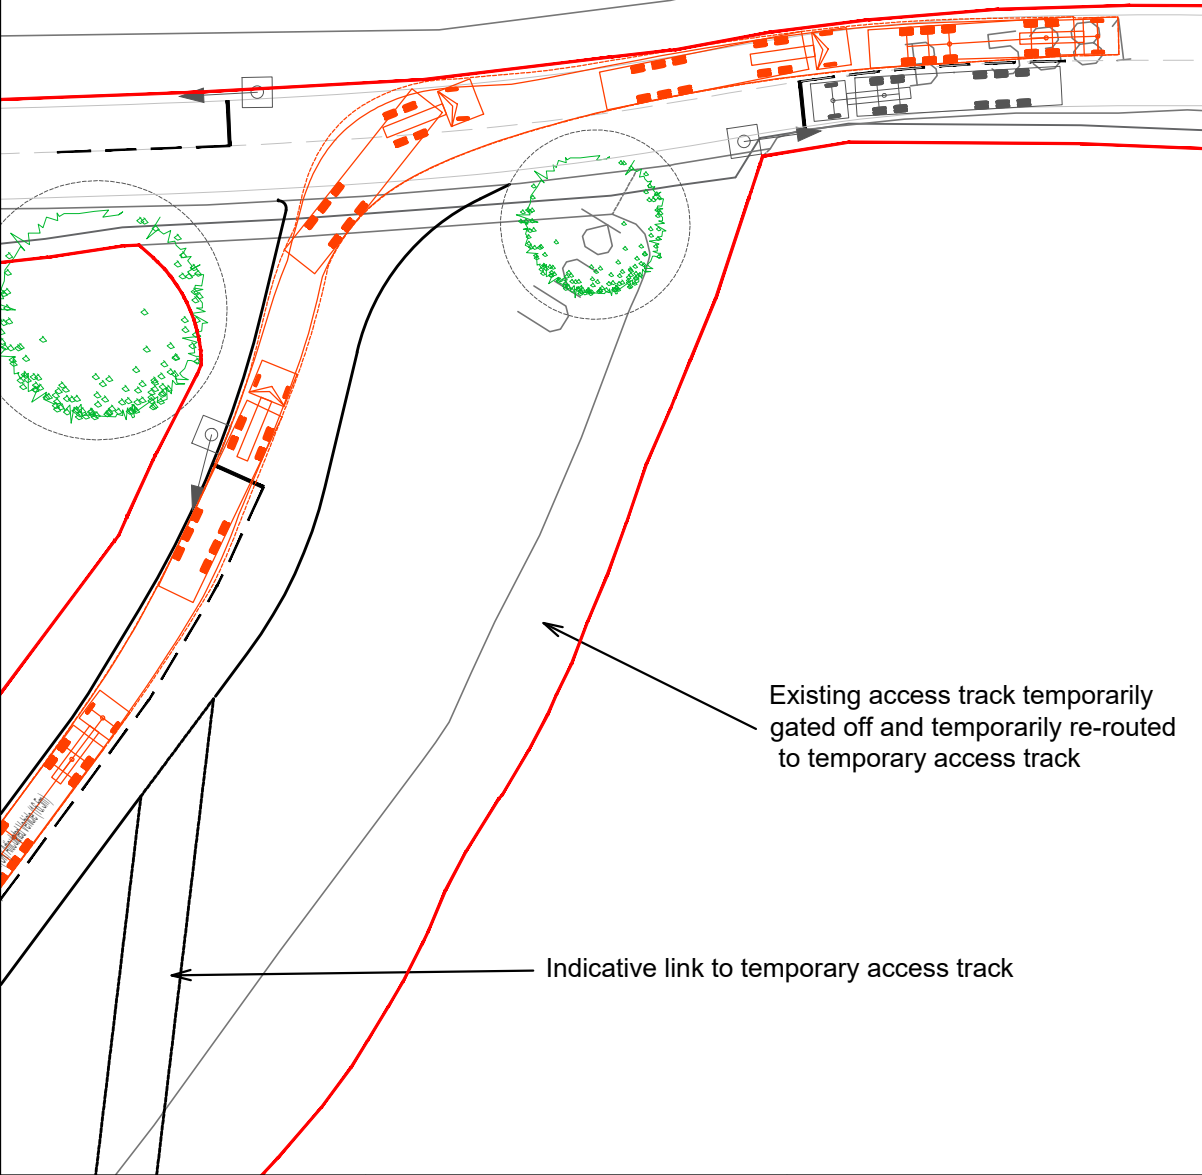 Existing access track temporarily
gated off and temporarily re-routed
to temporary access track
Indicative link to temporary access track